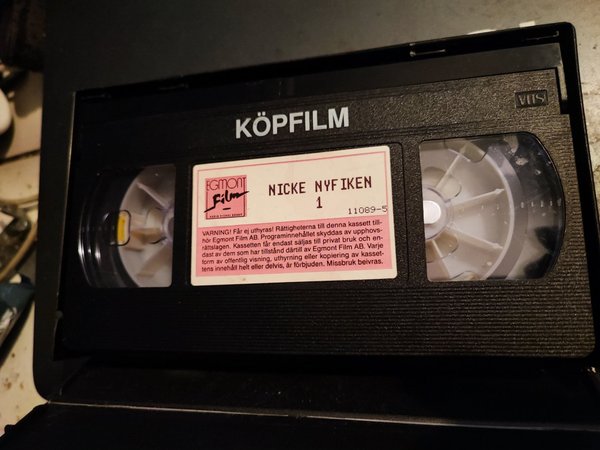 VHS
KÖPFILM
EGMONT
Film
NICKE NYFIKEN
1
11089-5
VARNING! Får ej uthyras! Rättigheterna till denna kassett till-
hör Egmont Film AB. Programinnehållet skyddas av upphovs-
rättslagen. Kassetten får endast säljas till privat bruk och en-
dast av dem som har tillstånd därtill av Egmont Film AB. Varje
form av offentlig visning, uthyrning eller kopiering av kasset-
tens innehåll helt eller delvis, är förbjuden. Missbruk beivras.